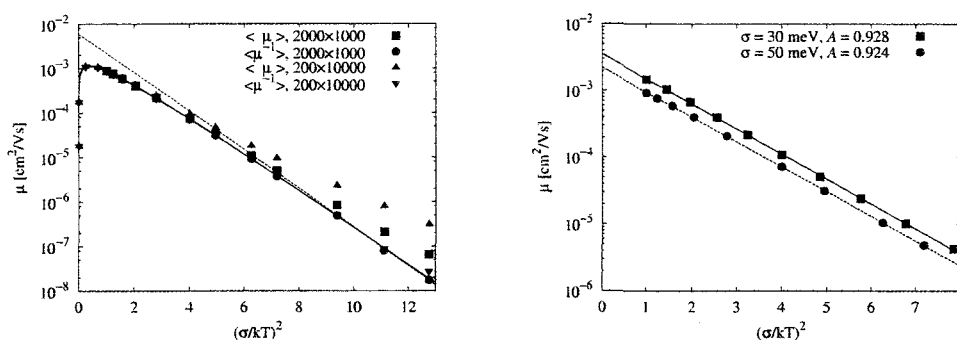 10⁻²
10⁻³
10⁻⁴
10⁻⁵
10⁻⁶
10⁻⁷
10⁻⁸
μ [cm²/Vs]
< μ >, 2000×1000
<μ⁻¹>, 2000×1000
< μ >, 200×10000
<μ⁻¹>, 200×10000
0 2 4 6 8 10 12
(σ/kT)²
10⁻²
10⁻³
10⁻⁴
10⁻⁵
10⁻⁶
μ [cm²/Vs]
σ = 30 meV, A = 0.928
σ = 50 meV, A = 0.924
0 1 2 3 4 5 6 7
(σ/kT)²